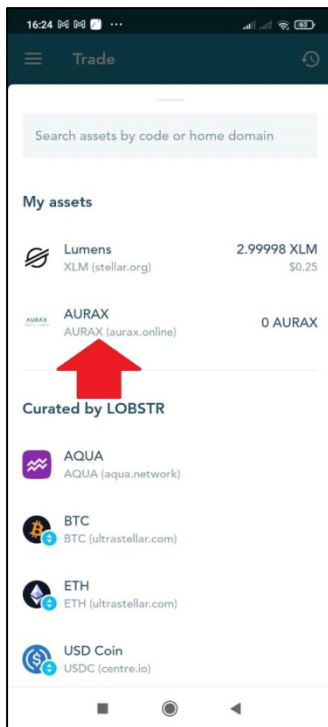 16:24
63
Trade
Search assets by code or home domain
My assets
Lumens
2.99998 XLM
XLM (stellar.org)
$0.25
AURAX
AURAX
0 AURAX
AURAX (aurax.online)
Curated by LOBSTR
AQUA
AQUA (aqua.network)
BTC
BTC (ultrastellar.com)
ETH
ETH (ultrastellar.com)
USD Coin
USDC (centre.io)